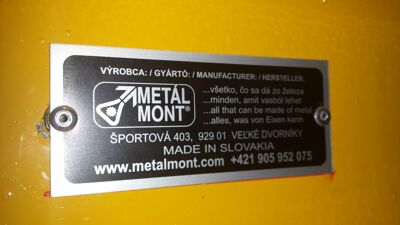 VÝROBCA: / GYÁRTÓ: / MANUFACTURER: / HERSTELLER:
METÁL
MONT®
...všetko, čo sa dá zo železa
...minden, amit vasból lehet
...all that can be made of metal
...alles, was von Eisen kann
ŠPORTOVÁ 403, 929 01 VEĽKÉ DVORNÍKY
MADE IN SLOVAKIA
www.metalmont.com +421 905 952 075